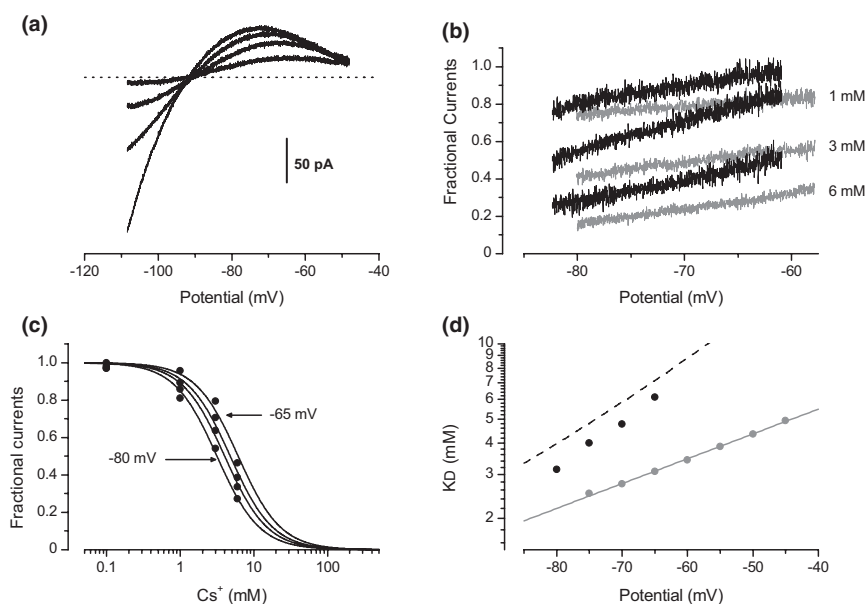 (a)
50 pA
-120 -100 -80 -60 -40
Potential (mV)
(b)
Fractional Currents
1.0
0.8
0.6
0.4
0.2
0
1 mM
3 mM
6 mM
-80 -70 -60
Potential (mV)
(c)
Fractional currents
1.0
0.8
0.6
0.4
0.2
0
-65 mV
-80 mV
0.1 1 10 100
Cs⁺ (mM)
(d)
KD (mM)
10
9
8
7
6
5
4
3
2
-80 -70 -60 -50 -40
Potential (mV)